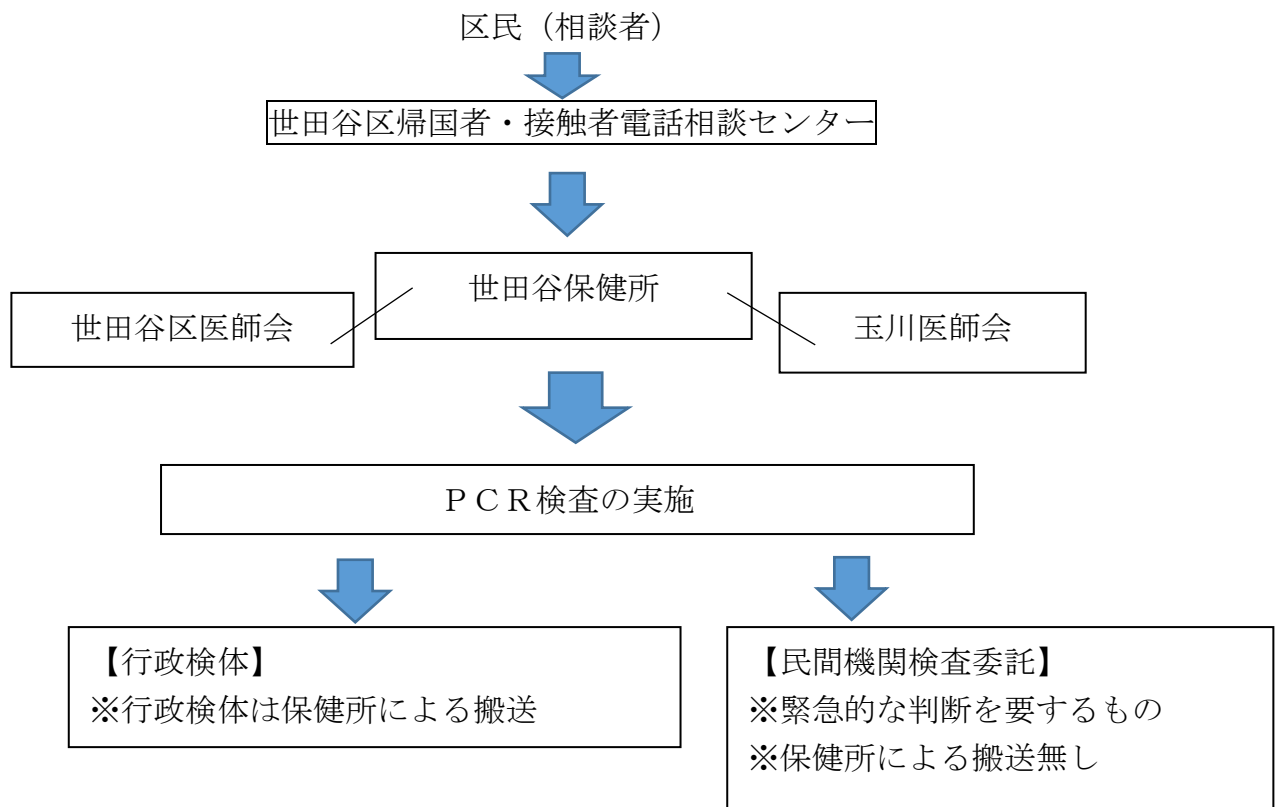 区民（相談者）
世田谷区帰国者・接触者電話相談センター
世田谷保健所
世田谷区医師会
玉川医師会
ＰＣＲ検査の実施
【行政検体】
※行政検体は保健所による搬送
【民間機関検査委託】
※緊急的な判断を要するもの
※保健所による搬送無し